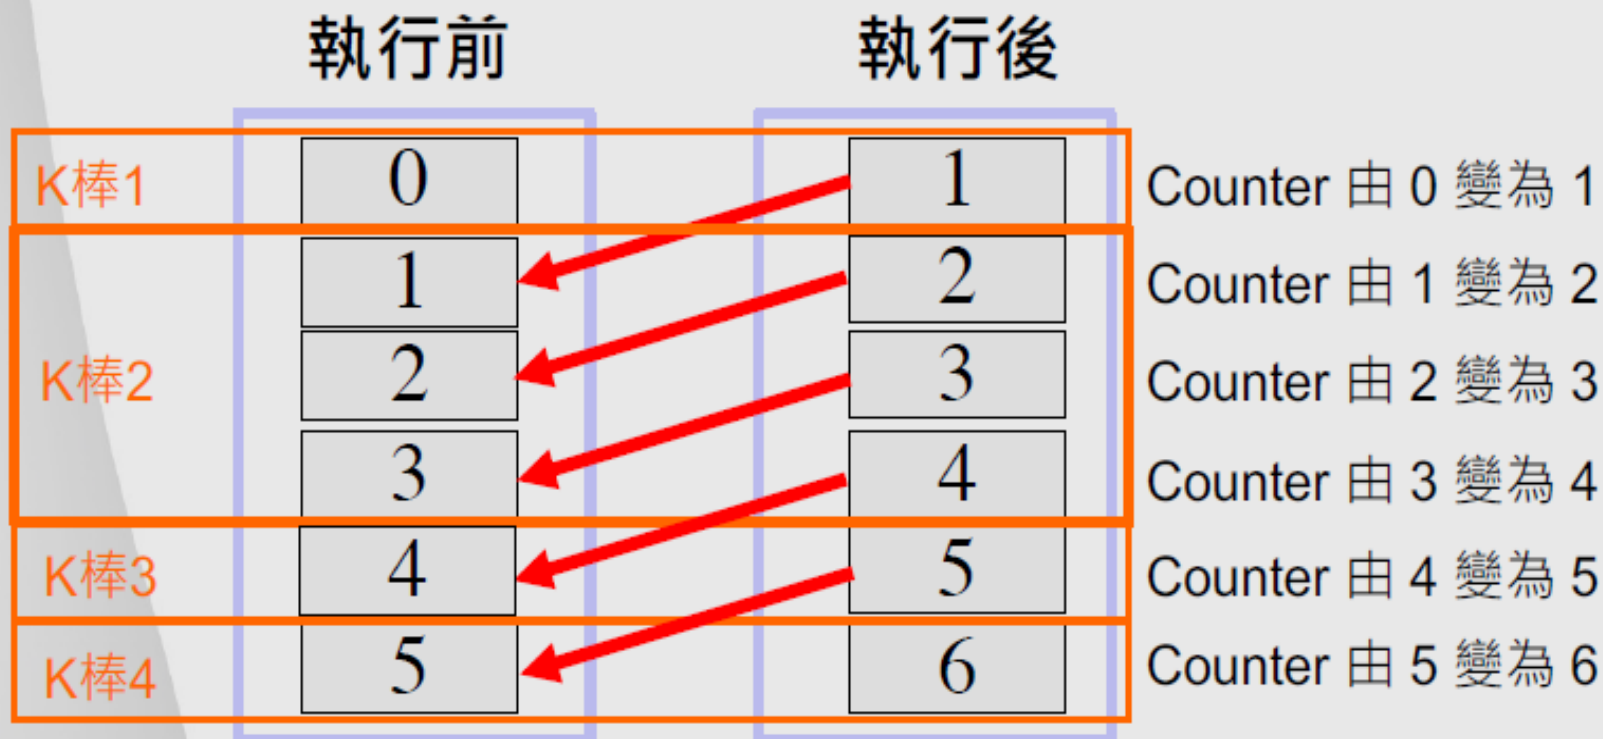 執行前 執行後
K棒1 0 1 Counter 由 0 變為 1
1 2 Counter 由 1 變為 2
K棒2 2 3 Counter 由 2 變為 3
3 4 Counter 由 3 變為 4
K棒3 4 5 Counter 由 4 變為 5
K棒4 5 6 Counter 由 5 變為 6